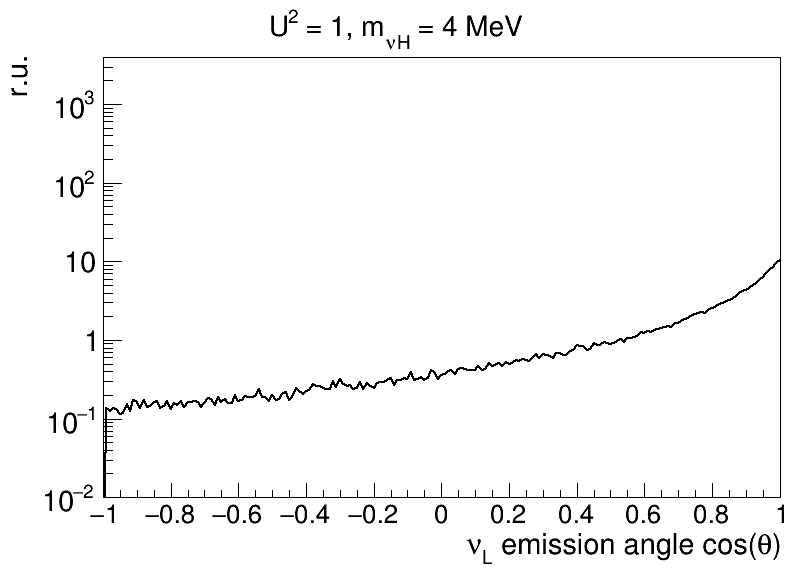 U² = 1, m_νH = 4 MeV
r.u.
10³
10²
10
1
10⁻¹
10⁻²
−1 −0.8 −0.6 −0.4 −0.2 0 0.2 0.4 0.6 0.8 1
ν_L emission angle cos(θ)